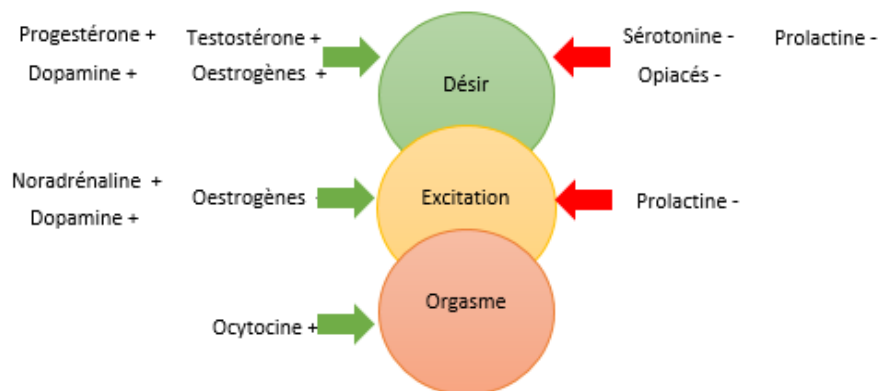 Progestérone +
Testostérone +
Sérotonine -
Prolactine -
Dopamine +
Oestrogènes +
Désir
Opiacés -
Noradrénaline +
Oestrogènes
Excitation
Prolactine -
Dopamine +
Orgasme
Ocytocine +